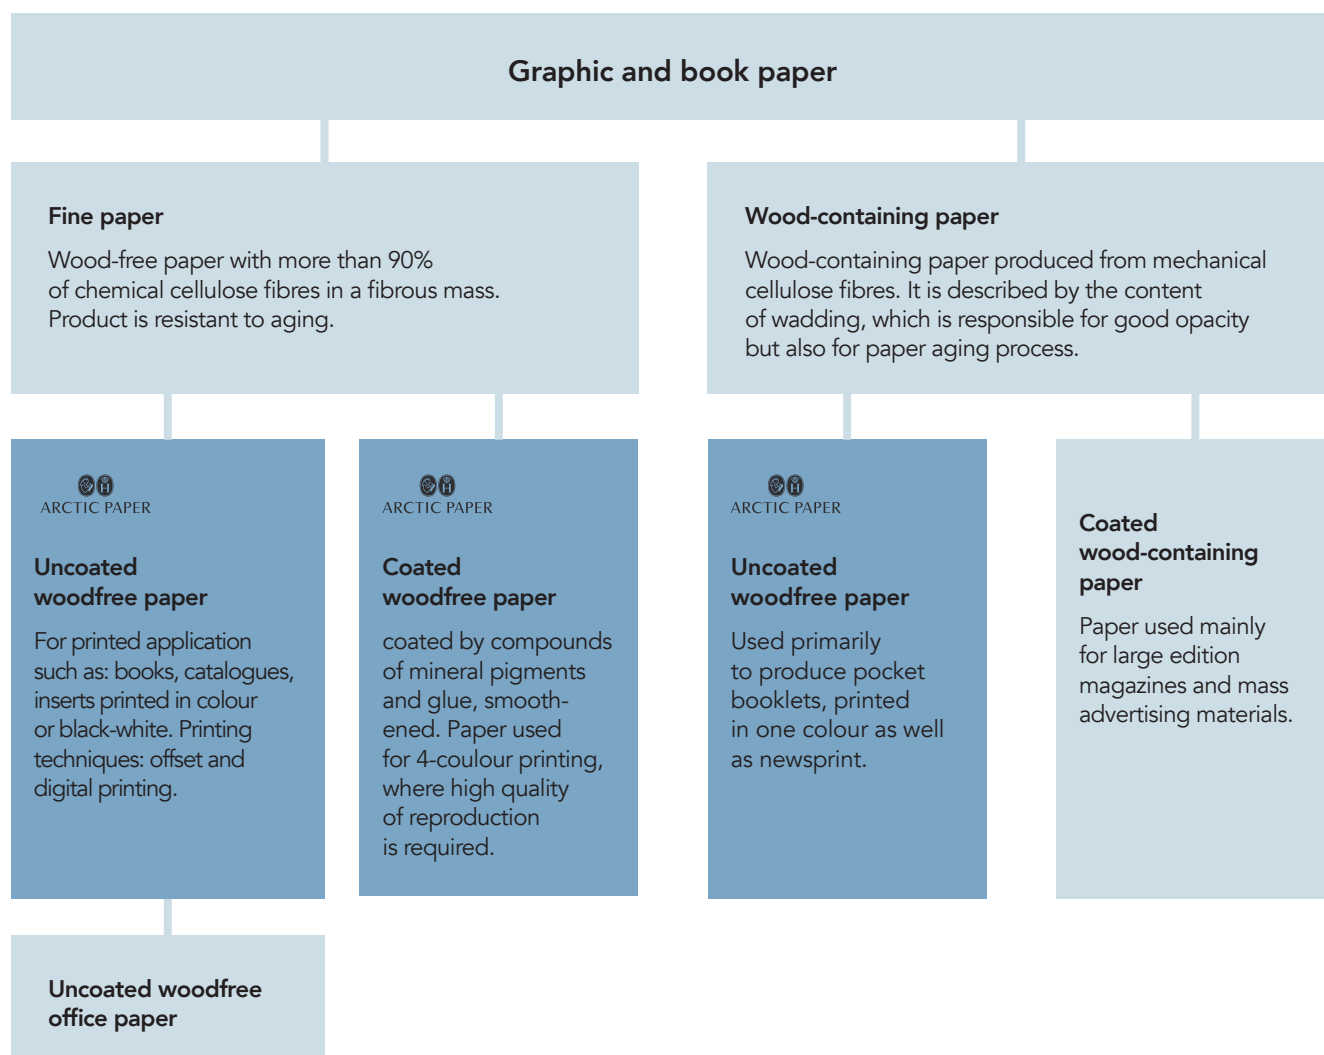 Graphic and book paper
Fine paper
Wood-free paper with more than 90%
of chemical cellulose fibres in a fibrous mass.
Product is resistant to aging.
Wood-containing paper
Wood-containing paper produced from mechanical
cellulose fibres. It is described by the content
of wadding, which is responsible for good opacity
but also for paper aging process.
ARCTIC PAPER
Uncoated
woodfree paper
For printed application
such as: books, catalogues,
inserts printed in colour
or black-white. Printing
techniques: offset and
digital printing.
ARCTIC PAPER
Coated
woodfree paper
coated by compounds
of mineral pigments
and glue, smooth-
ened. Paper used
for 4-coulour printing,
where high quality
of reproduction
is required.
ARCTIC PAPER
Uncoated
woodfree paper
Used primarily
to produce pocket
booklets, printed
in one colour as well
as newsprint.
Coated
wood-containing
paper
Paper used mainly
for large edition
magazines and mass
advertising materials.
Uncoated woodfree
office paper